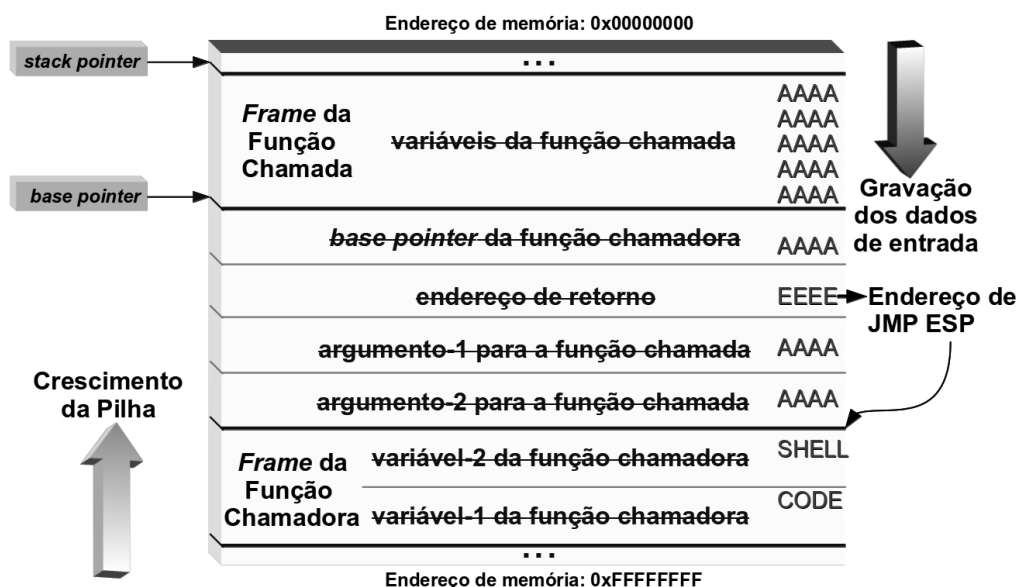 Endereço de memória: 0x00000000
stack pointer
...
Frame da
Função
Chamada
variáveis da função chamada
AAAA
AAAA
AAAA
AAAA
AAAA
base pointer
Gravação
dos dados
de entrada
base pointer da função chamadora
AAAA
endereço de retorno
EEEE
Endereço de
JMP ESP
argumento-1 para a função chamada
AAAA
argumento-2 para a função chamada
AAAA
Crescimento
da Pilha
Frame da
Função
Chamadora
variável-2 da função chamadora
SHELL
variável-1 da função chamadora
CODE
...
Endereço de memória: 0xFFFFFFFF